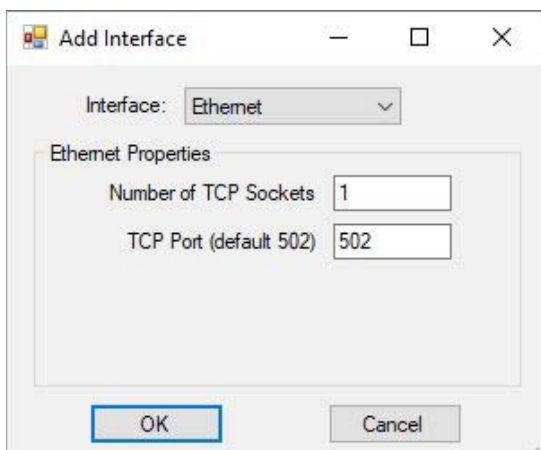 Add Interface
Interface: Ethernet
Ethernet Properties
Number of TCP Sockets 1
TCP Port (default 502) 502
OK Cancel